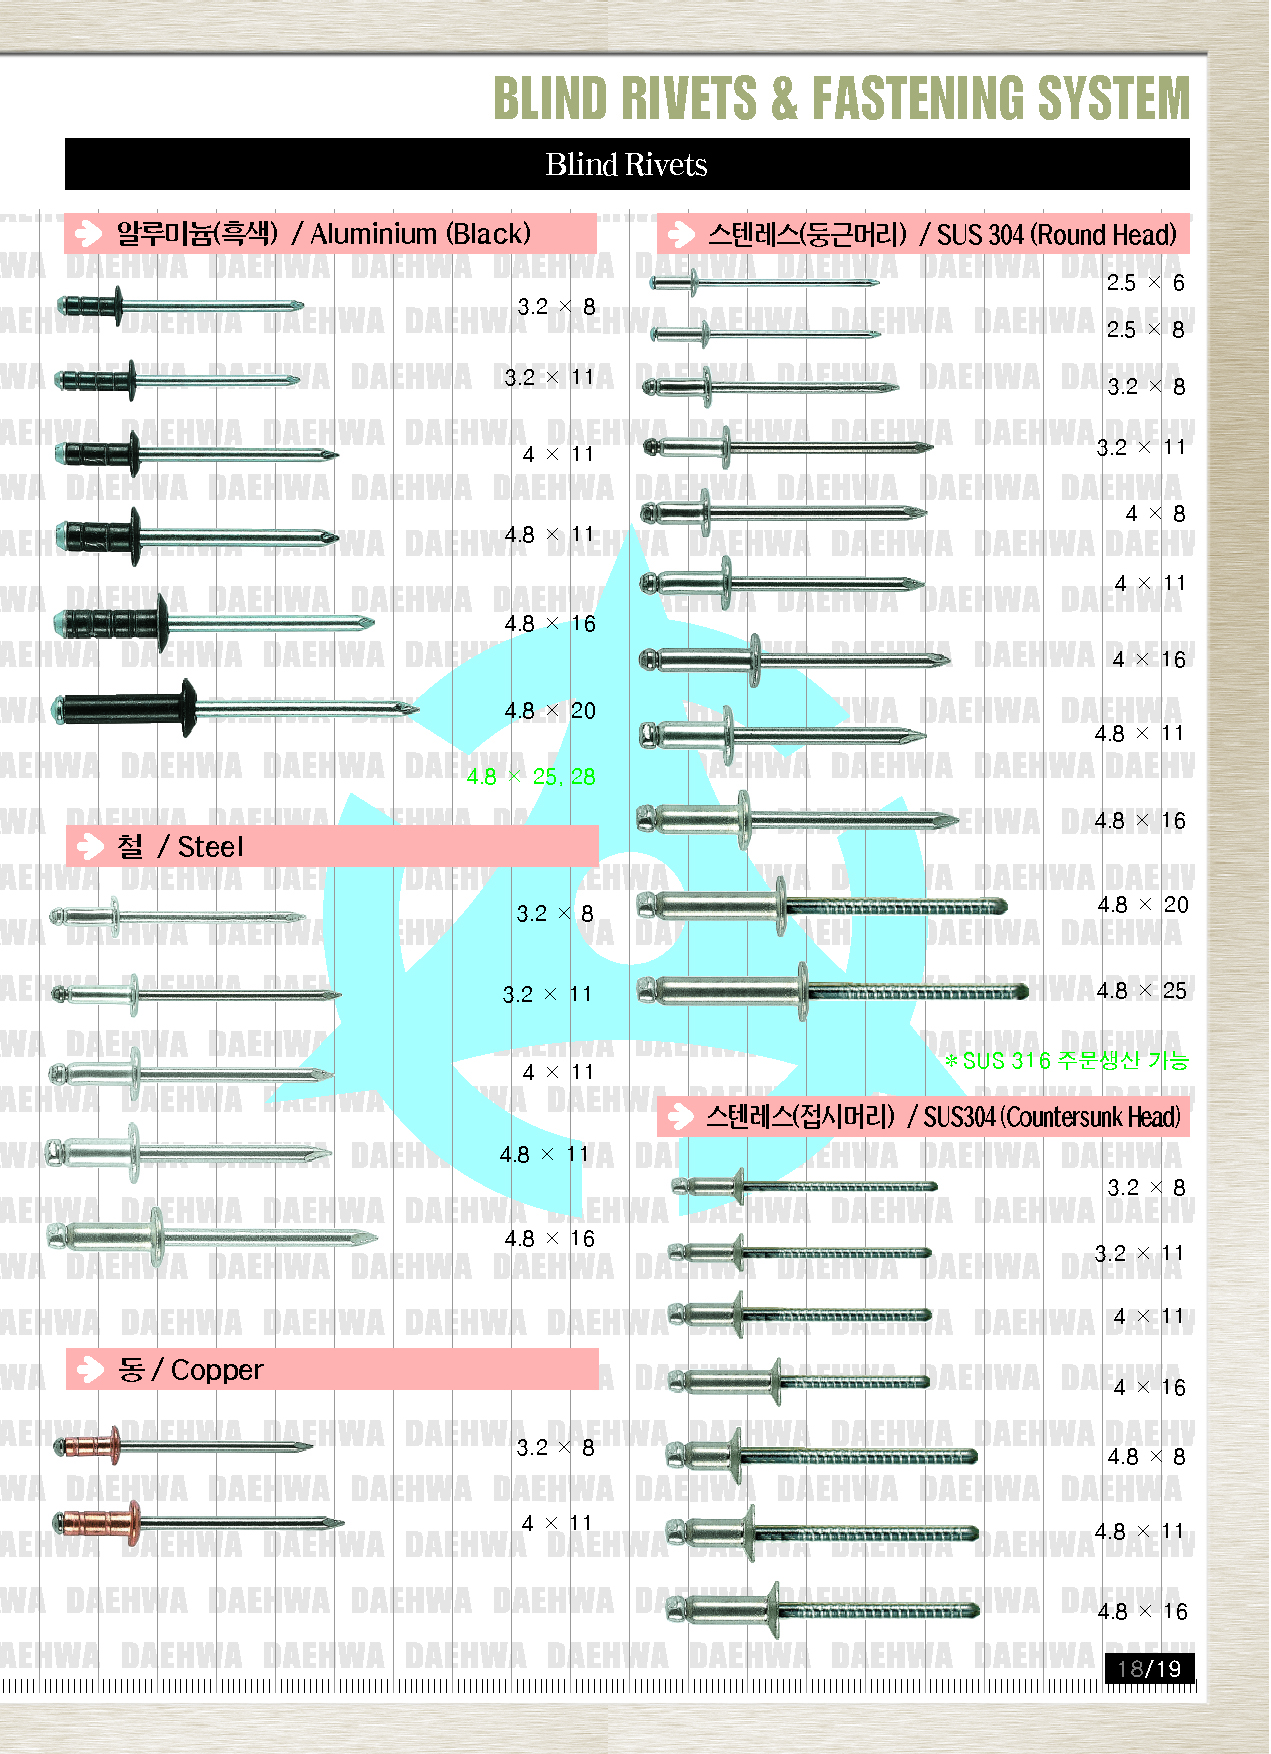 BLIND RIVETS & FASTENING SYSTEM
Blind Rivets
알루미늄(흑색) / Aluminium (Black)
3.2 × 8
3.2 × 11
4 × 11
4.8 × 11
4.8 × 16
4.8 × 20
4.8 × 25, 28
철 / Steel
3.2 × 8
3.2 × 11
4 × 11
4.8 × 11
4.8 × 16
동 / Copper
3.2 × 8
4 × 11
스텐레스(둥근머리) / SUS 304 (Round Head)
2.5 × 6
2.5 × 8
3.2 × 8
3.2 × 11
4 × 8
4 × 11
4 × 16
4.8 × 11
4.8 × 16
4.8 × 20
4.8 × 25
*SUS 316 주문생산 가능
스텐레스(접시머리) / SUS304 (Countersunk Head)
3.2 × 8
3.2 × 11
4 × 11
4 × 16
4.8 × 8
4.8 × 11
4.8 × 16
18/19